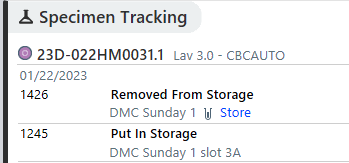 Specimen Tracking
23D-022HM0031.1 Lav 3.0 - CBCAUTO
01/22/2023
1426 Removed From Storage
DMC Sunday 1 Store
1245 Put In Storage
DMC Sunday 1 slot 3A